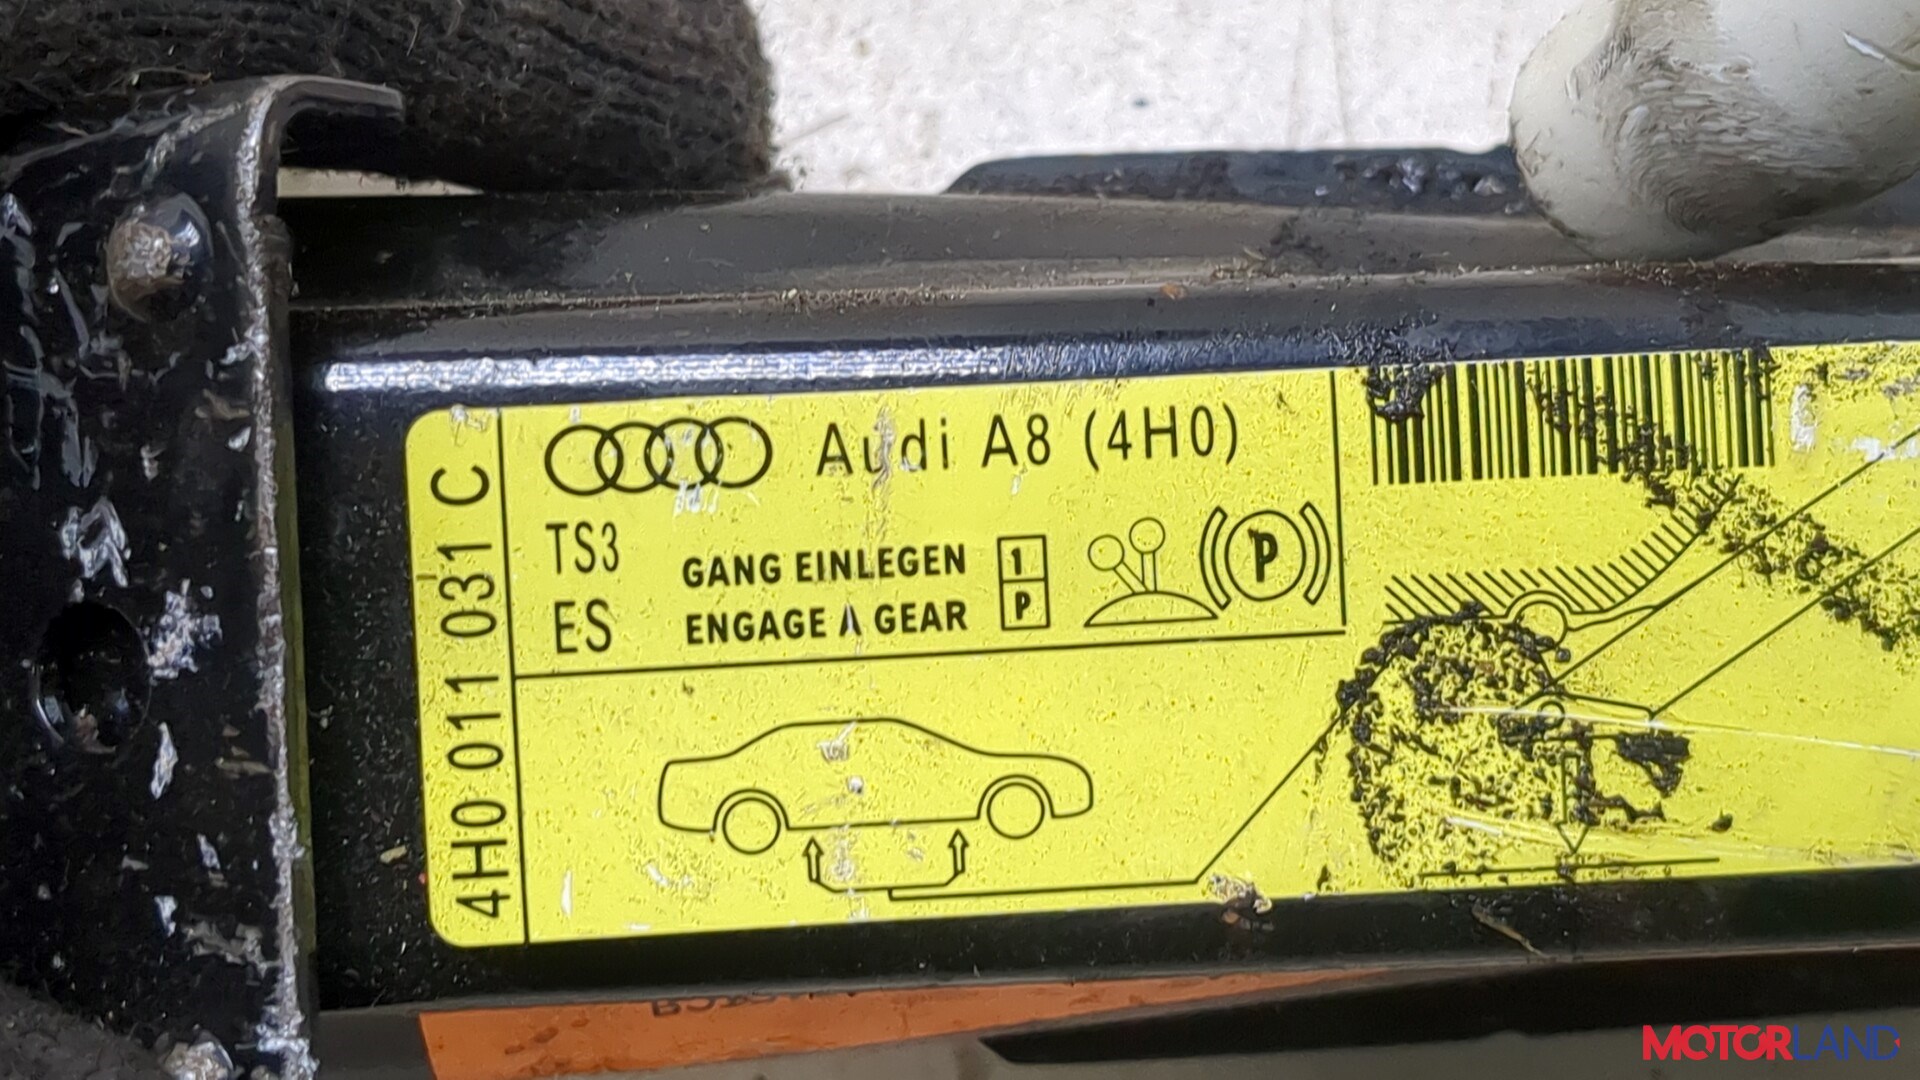 4H0 011 031 C
Audi A8 (4H0)
TS3
ES
GANG EINLEGEN
ENGAGE A GEAR
1
P
P
MOTORLAND